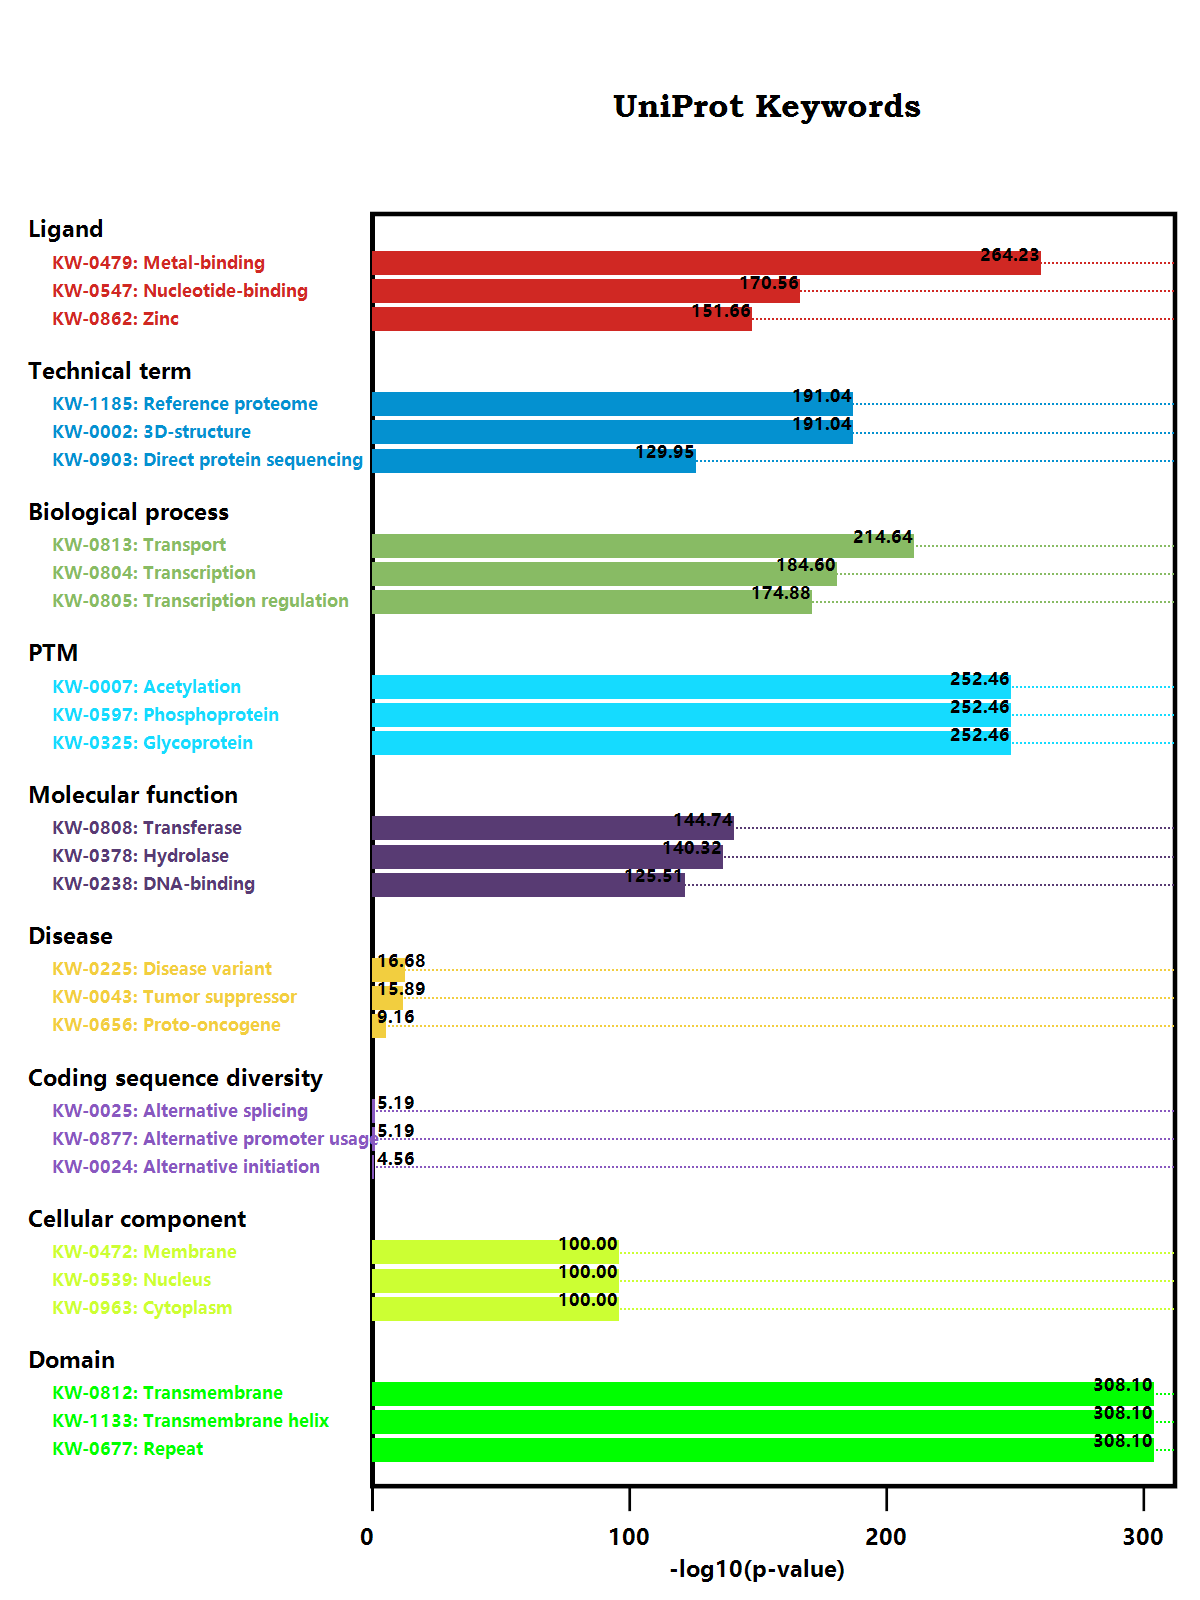 UniProt Keywords
Ligand
KW-0479: Metal-binding 264.23
KW-0547: Nucleotide-binding 170.56
KW-0862: Zinc 151.66
Technical term
KW-1185: Reference proteome 191.04
KW-0002: 3D-structure 191.04
KW-0903: Direct protein sequencing 129.95
Biological process
KW-0813: Transport 214.64
KW-0804: Transcription 184.60
KW-0805: Transcription regulation 174.88
PTM
KW-0007: Acetylation 252.46
KW-0597: Phosphoprotein 252.46
KW-0325: Glycoprotein 252.46
Molecular function
KW-0808: Transferase 144.74
KW-0378: Hydrolase 140.32
KW-0238: DNA-binding 125.51
Disease
KW-0225: Disease variant 16.68
KW-0043: Tumor suppressor 15.89
KW-0656: Proto-oncogene 9.16
Coding sequence diversity
KW-0025: Alternative splicing 5.19
KW-0877: Alternative promoter usage 5.19
KW-0024: Alternative initiation 4.56
Cellular component
KW-0472: Membrane 100.00
KW-0539: Nucleus 100.00
KW-0963: Cytoplasm 100.00
Domain
KW-0812: Transmembrane 308.10
KW-1133: Transmembrane helix 308.10
KW-0677: Repeat 308.10
0 100 200 300
-log10(p-value)